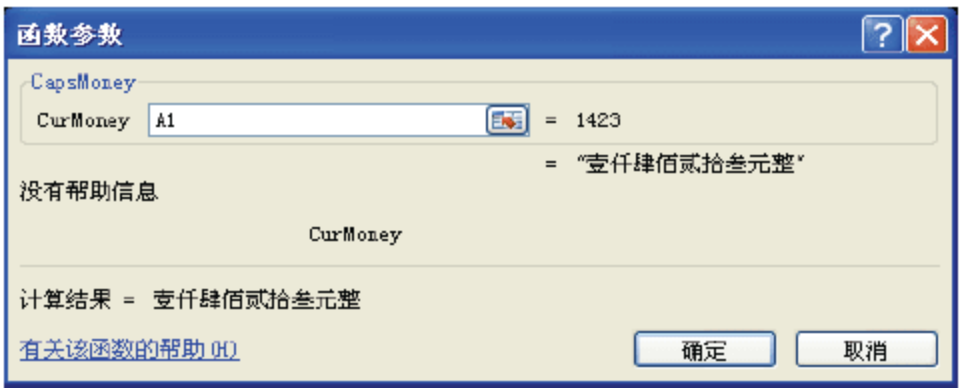 函数参数
CapsMoney
CurMoney A1 = 1423
= "壹仟肆佰贰拾叁元整"
没有帮助信息
CurMoney
计算结果 = 壹仟肆佰贰拾叁元整
有关该函数的帮助(H)
确定 取消